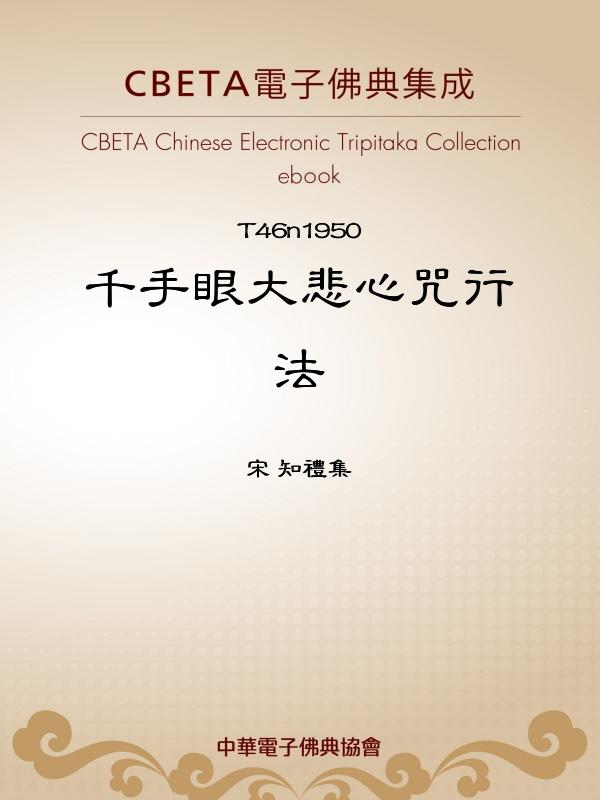 CBETA電子佛典集成
CBETA Chinese Electronic Tripitaka Collection
ebook
T46n1950
千手眼大悲心咒行
法
宋 知禮集
中華電子佛典協會